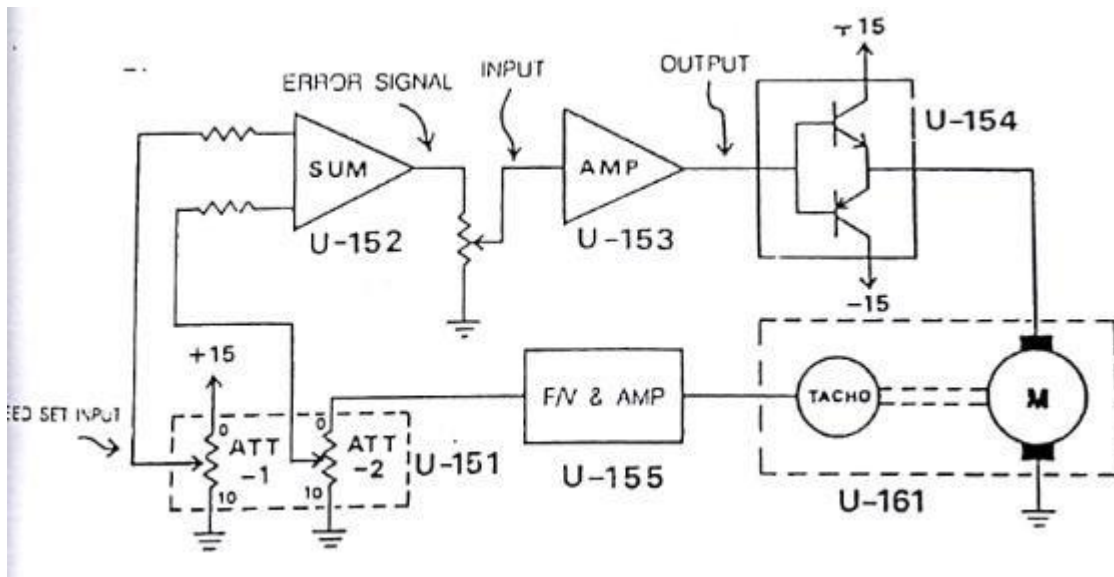 +15
ERROR SIGNAL
INPUT
OUTPUT
U-154
SUM
AMP
U-152
U-153
-15
+15
EED SET INPUT
0
ATT
-1
10
0
ATT
-2
10
U-151
F/V & AMP
U-155
TACHO
M
U-161